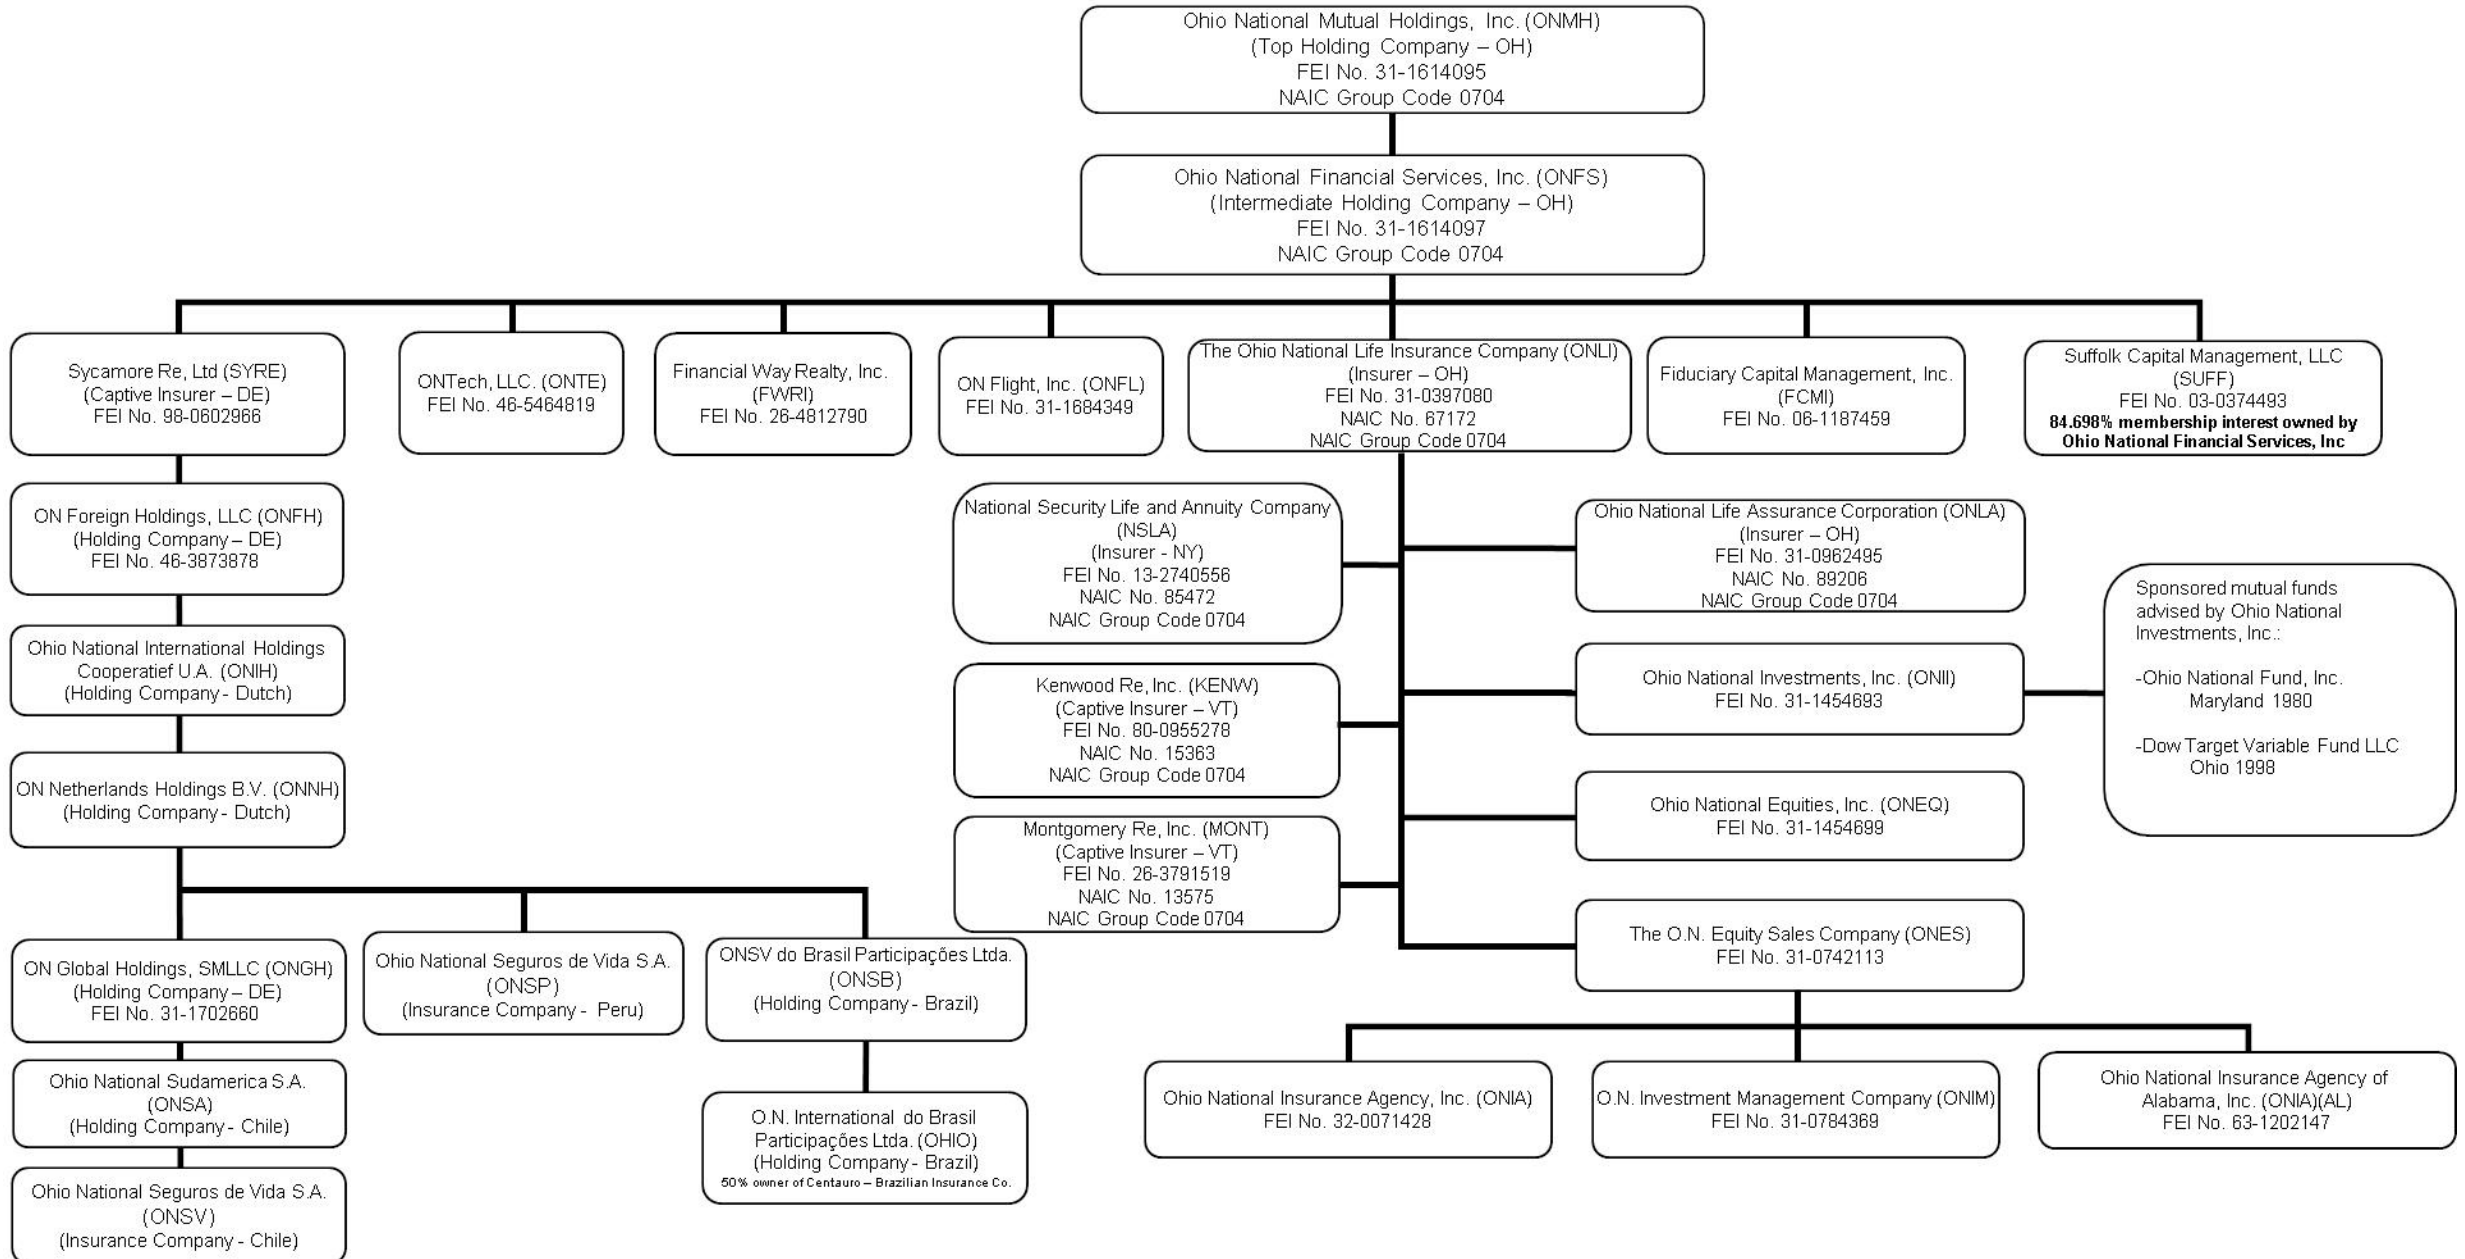 Ohio National Mutual Holdings, Inc. (ONMH)
(Top Holding Company – OH)
FEI No. 31-1614095
NAIC Group Code 0704
Ohio National Financial Services, Inc. (ONFS)
(Intermediate Holding Company – OH)
FEI No. 31-1614097
NAIC Group Code 0704
Sycamore Re, Ltd (SYRE)
(Captive Insurer – DE)
FEI No. 98-0602966
ONTech, LLC. (ONTE)
FEI No. 46-5464819
Financial Way Realty, Inc.
(FWRI)
FEI No. 26-4812790
ON Flight, Inc. (ONFL)
FEI No. 31-1684349
The Ohio National Life Insurance Company (ONLI)
(Insurer – OH)
FEI No. 31-0397080
NAIC No. 67172
NAIC Group Code 0704
Fiduciary Capital Management, Inc.
(FCMI)
FEI No. 06-1187459
Suffolk Capital Management, LLC
(SUFF)
FEI No. 03-0374493
84.698% membership interest owned by
Ohio National Financial Services, Inc
ON Foreign Holdings, LLC (ONFH)
(Holding Company – DE)
FEI No. 46-3873878
National Security Life and Annuity Company
(NSLA)
(Insurer - NY)
FEI No. 13-2740556
NAIC No. 85472
NAIC Group Code 0704
Ohio National Life Assurance Corporation (ONLA)
(Insurer – OH)
FEI No. 31-0962495
NAIC No. 89206
NAIC Group Code 0704
Sponsored mutual funds
advised by Ohio National
Investments, Inc.:
-Ohio National Fund, Inc.
Maryland 1980
-Dow Target Variable Fund LLC
Ohio 1998
Ohio National International Holdings
Cooperatief U.A. (ONIH)
(Holding Company - Dutch)
Kenwood Re, Inc. (KENW)
(Captive Insurer – VT)
FEI No. 80-0955278
NAIC No. 15363
NAIC Group Code 0704
Ohio National Investments, Inc. (ONII)
FEI No. 31-1454693
ON Netherlands Holdings B.V. (ONNH)
(Holding Company - Dutch)
Ohio National Equities, Inc. (ONEQ)
FEI No. 31-1454699
Montgomery Re, Inc. (MONT)
(Captive Insurer – VT)
FEI No. 26-3791519
NAIC No. 13575
NAIC Group Code 0704
The O.N. Equity Sales Company (ONES)
FEI No. 31-0742113
ON Global Holdings, SMLLC (ONGH)
(Holding Company – DE)
FEI No. 31-1702660
Ohio National Seguros de Vida S.A.
(ONSP)
(Insurance Company - Peru)
ONSV do Brasil Participações Ltda.
(ONSB)
(Holding Company - Brazil)
Ohio National Sudamerica S.A.
(ONSA)
(Holding Company - Chile)
O.N. International do Brasil
Participações Ltda. (OHIO)
(Holding Company - Brazil)
50% owner of Centauro – Brazilian Insurance Co.
Ohio National Insurance Agency, Inc. (ONIA)
FEI No. 32-0071428
O.N. Investment Management Company (ONIM)
FEI No. 31-0784369
Ohio National Insurance Agency of
Alabama, Inc. (ONIA)(AL)
FEI No. 63-1202147
Ohio National Seguros de Vida S.A.
(ONSV)
(Insurance Company - Chile)